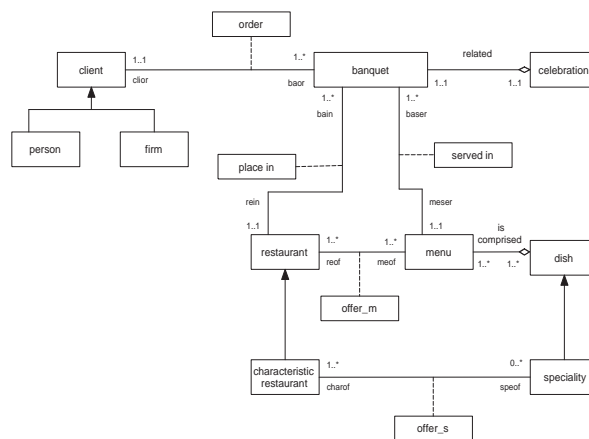 order
client
1..1
clior
1..*
baor
banquet
related
1..1
1..1
celebration
1..*
bain
1..*
baser
person
firm
place in
served in
rein
1..1
meser
1..1
restaurant
1..*
reof
1..*
meof
menu
is
comprised
1..*
1..*
dish
offer_m
characteristic
restaurant
1..*
charof
0..*
speof
speciality
offer_s